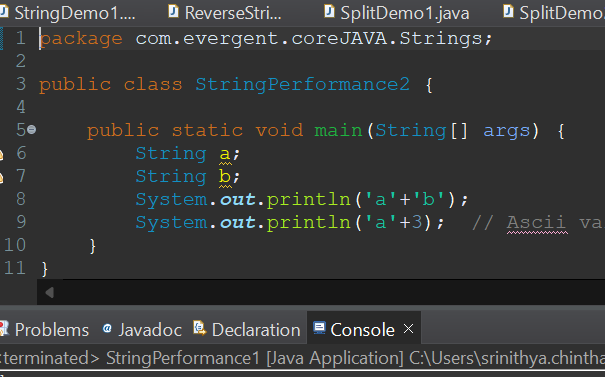 StringDemo1.... ReverseStri... SplitDemo1.java SplitDemo.
1 package com.evergent.coreJAVA.Strings;
2
3 public class StringPerformance2 {
4
5 public static void main(String[] args) {
6 String a;
7 String b;
8 System.out.println('a'+'b');
9 System.out.println('a'+3); // Ascii va
10 }
11 }
Problems Javadoc Declaration Console
<terminated> StringPerformance1 [Java Application] C:\Users\srinithya.chintha